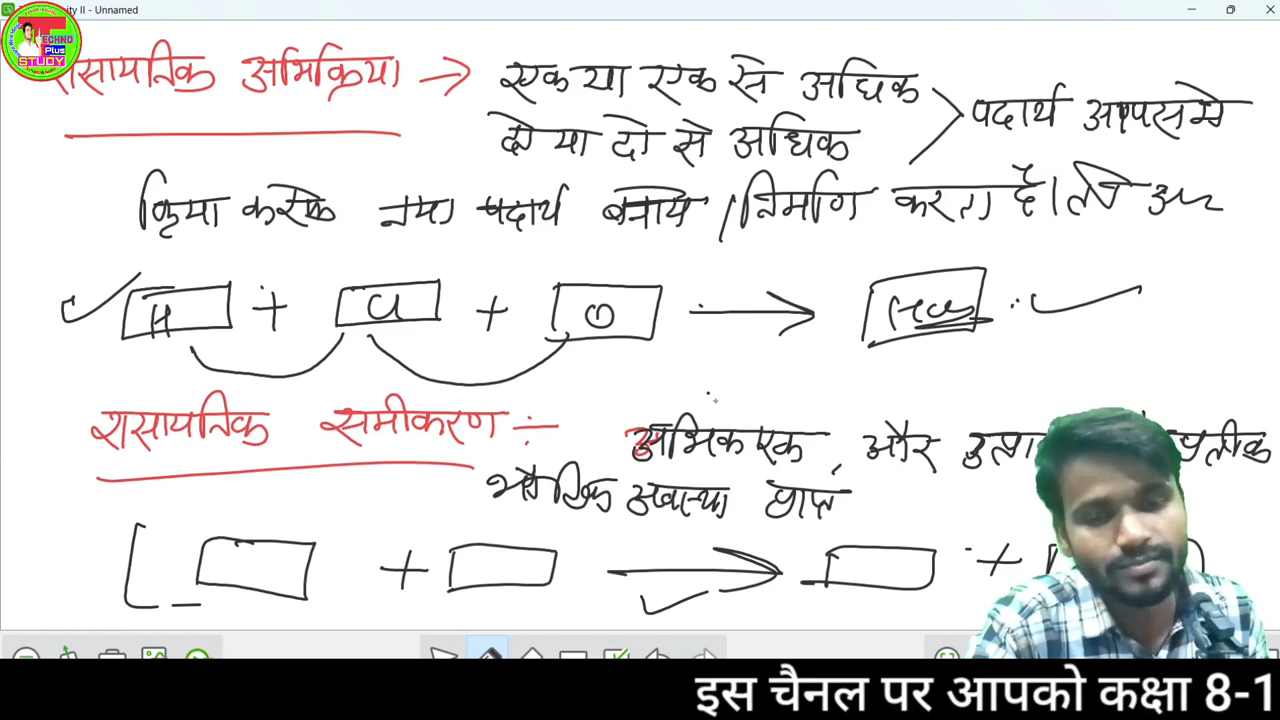 ity II - Unnamed
TECHNO Plus STUDY
रासायनिक अभिक्रिया → एक या एक से अधिक
दो या दो से अधिक
पदार्थ आपस मे
क्रिया करके नया पदार्थ बनाय / निर्माण करता है। तो उसे
H + Cl + O →
रासायनिक समीकरण ÷ अभिकारक, और प्रतीक
भौतिक अवस्था
+ → +
इस चैनल पर आपको कक्षा 8-1